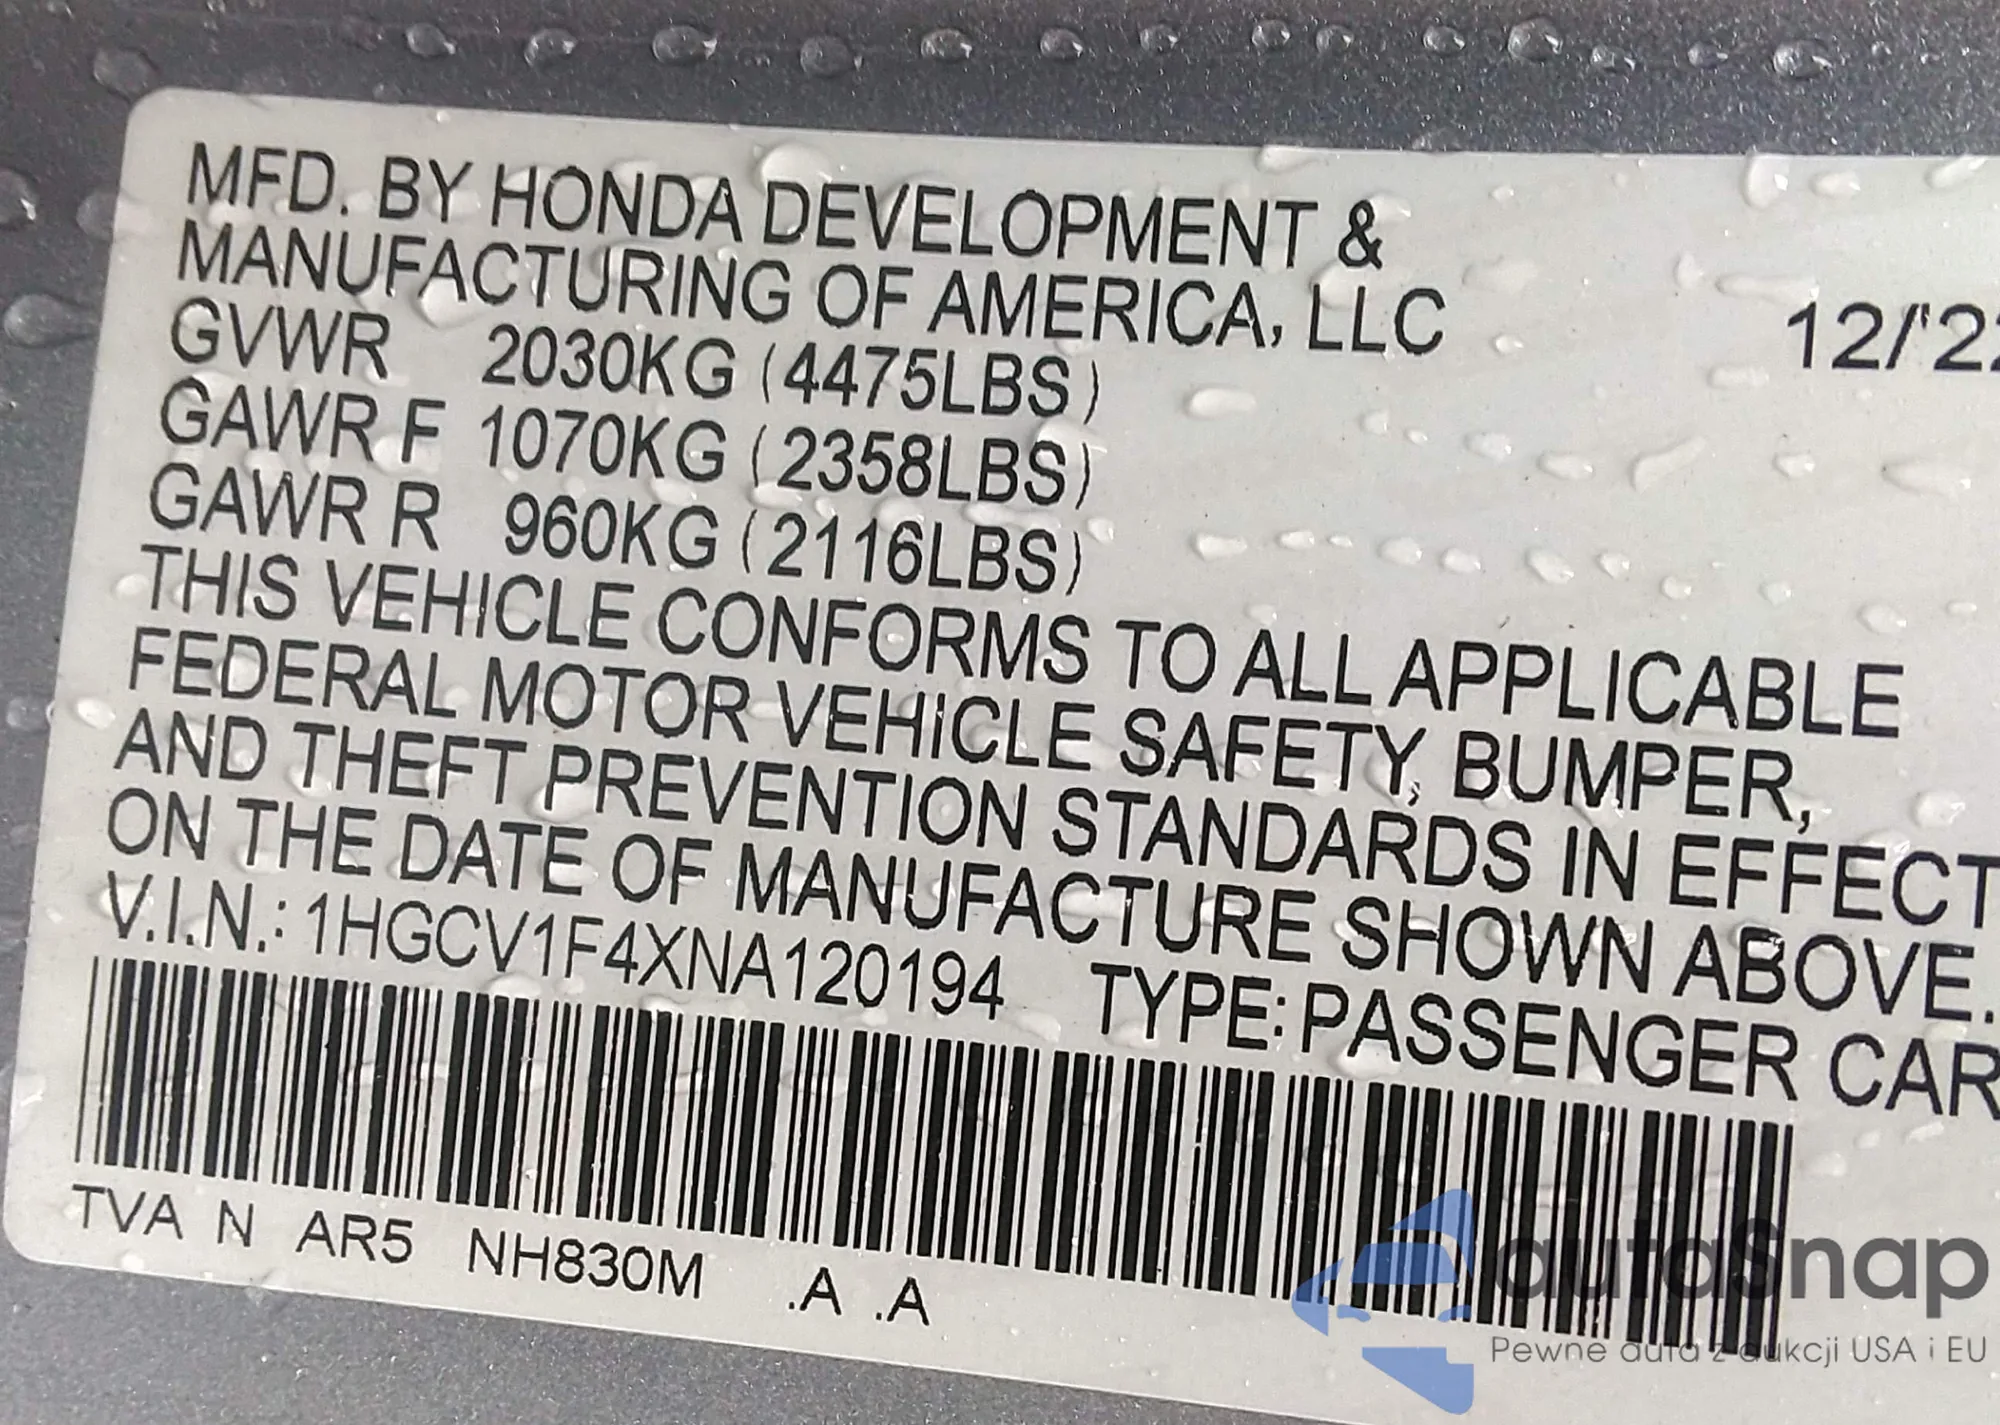 MFD. BY HONDA DEVELOPMENT &
MANUFACTURING OF AMERICA, LLC
12/'22
GVWR 2030KG (4475LBS)
GAWR F 1070KG (2358LBS)
GAWR R 960KG (2116LBS)
THIS VEHICLE CONFORMS TO ALL APPLICABLE
FEDERAL MOTOR VEHICLE SAFETY, BUMPER,
AND THEFT PREVENTION STANDARDS IN EFFECT
ON THE DATE OF MANUFACTURE SHOWN ABOVE.
V.I.N.: 1HGCV1F4XNA120194 TYPE: PASSENGER CAR
TVA N AR5 NH830M .A .A
autaSnap
Pewne auta z aukcji USA i EU